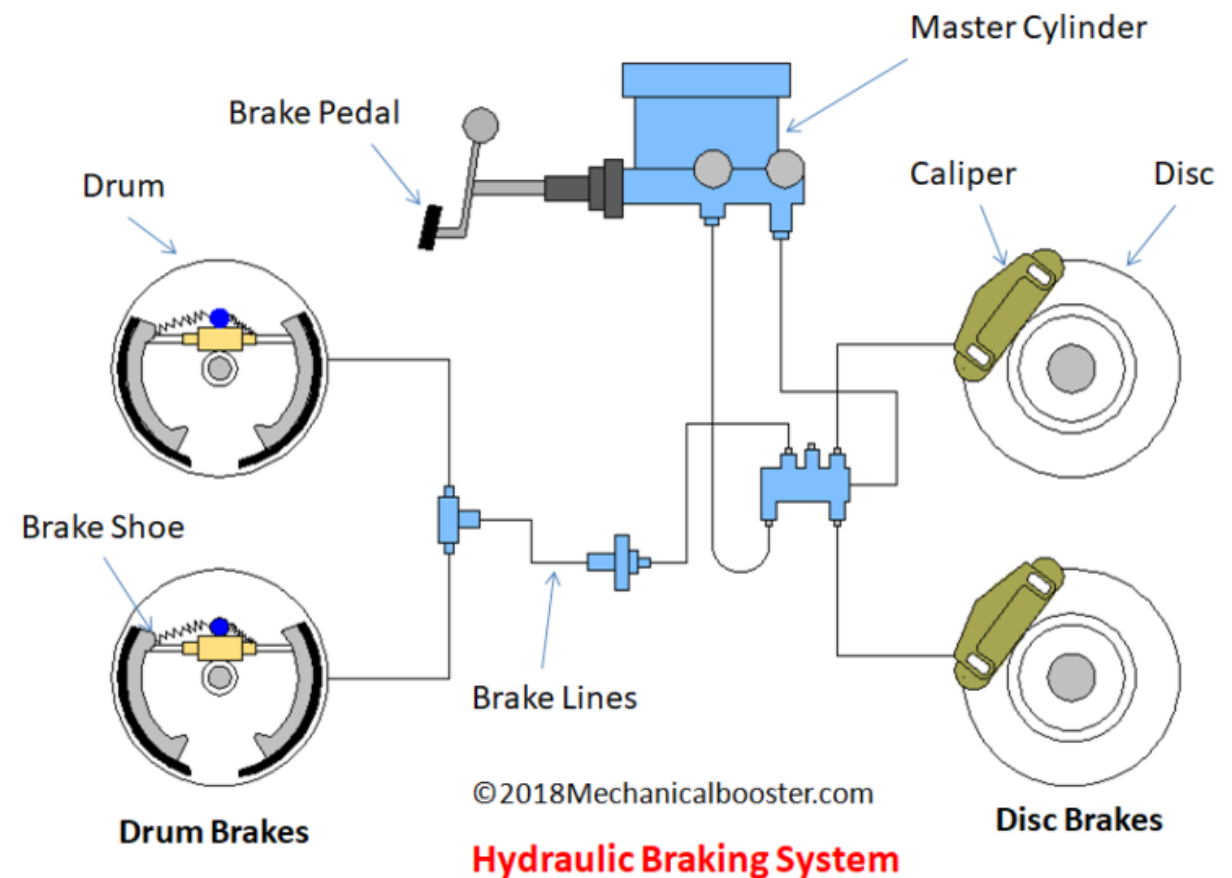 Master Cylinder
Brake Pedal
Drum
Caliper
Disc
Brake Shoe
Brake Lines
©2018Mechanicalbooster.com
Drum Brakes
Disc Brakes
Hydraulic Braking System